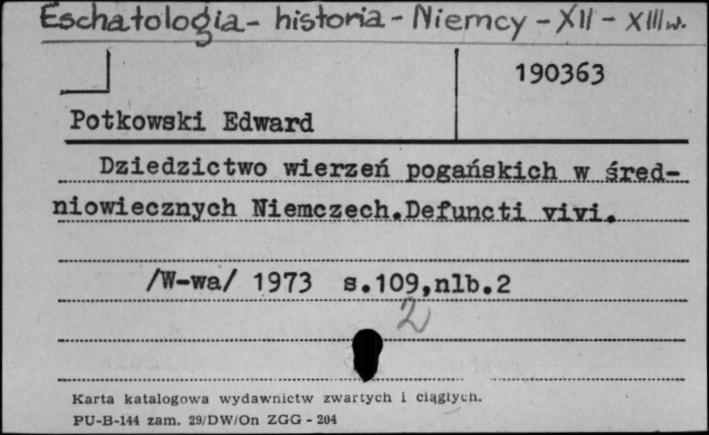 Eschatologia - historia - Niemcy - XII - XIII w.
190363
Potkowski Edward
Dziedzictwo wierzeń pogańskich w śred-
niowiecznych Niemczech.Defuncti vivi.
/W-wa/ 1973 s.109,nlb.2
2
Karta katalogowa wydawnictw zwartych i ciągłych.
PU-B-144 zam. 29/DW/On ZGG - 204